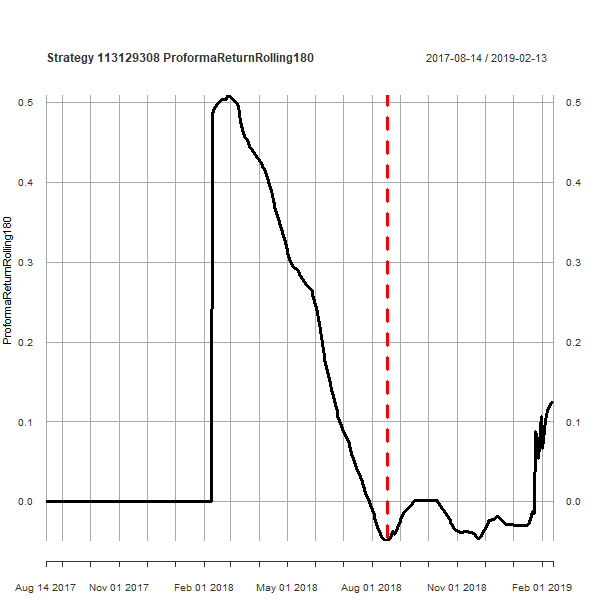 Strategy 113129308 ProformaReturnRolling180 2017-08-14 / 2019-02-13
ProformaReturnRolling180
0.5 0.5
0.4 0.4
0.3 0.3
0.2 0.2
0.1 0.1
0.0 0.0
Aug 14 2017 Nov 01 2017 Feb 01 2018 May 01 2018 Aug 01 2018 Nov 01 2018 Feb 01 2019